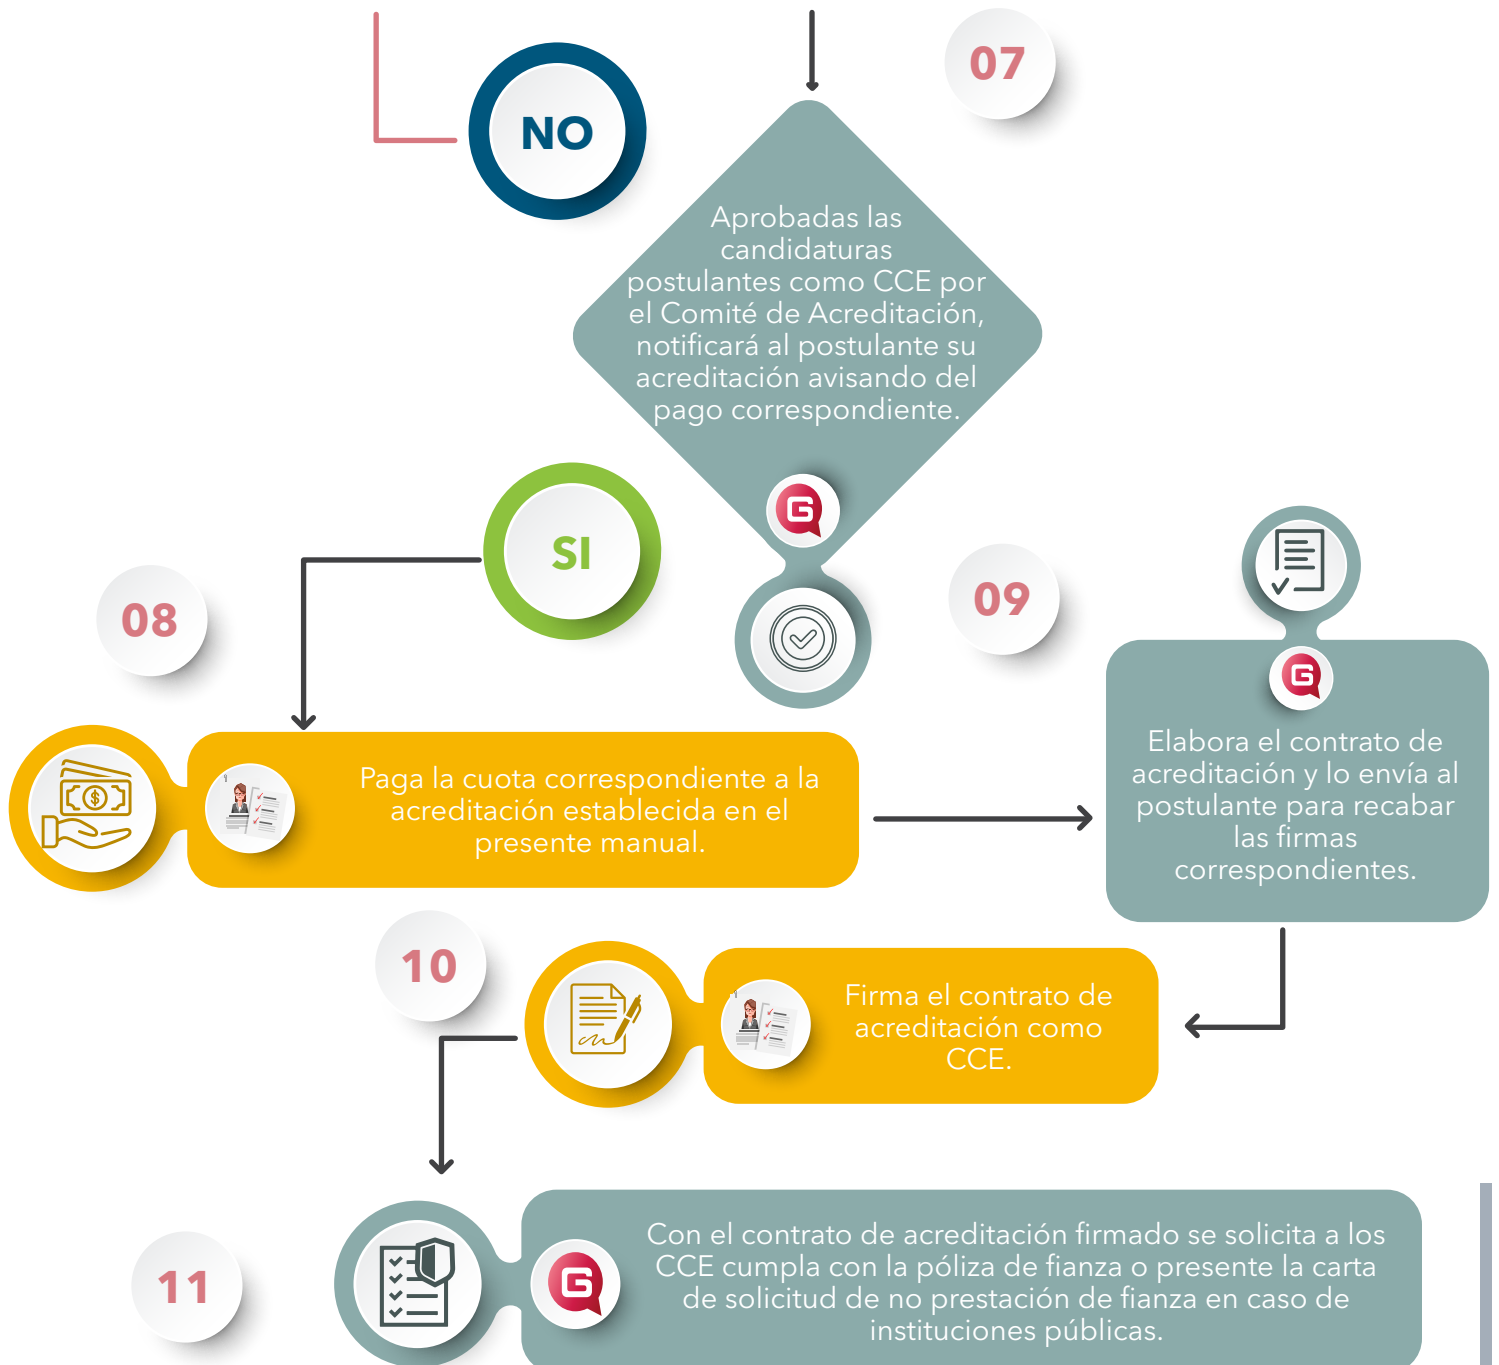 07
NO
Aprobadas las
candidaturas
postulantes como CCE por
el Comité de Acreditación,
notificará al postulante su
acreditación avisando del
pago correspondiente.
G
SI
08
09
G
Elabora el contrato de
acreditación y lo envía al
postulante para recabar
las firmas
correspondientes.
Paga la cuota correspondiente a la
acreditación establecida en el
presente manual.
10
Firma el contrato de
acreditación como
CCE.
11
G
Con el contrato de acreditación firmado se solicita a los
CCE cumpla con la póliza de fianza o presente la carta
de solicitud de no prestación de fianza en caso de
instituciones públicas.